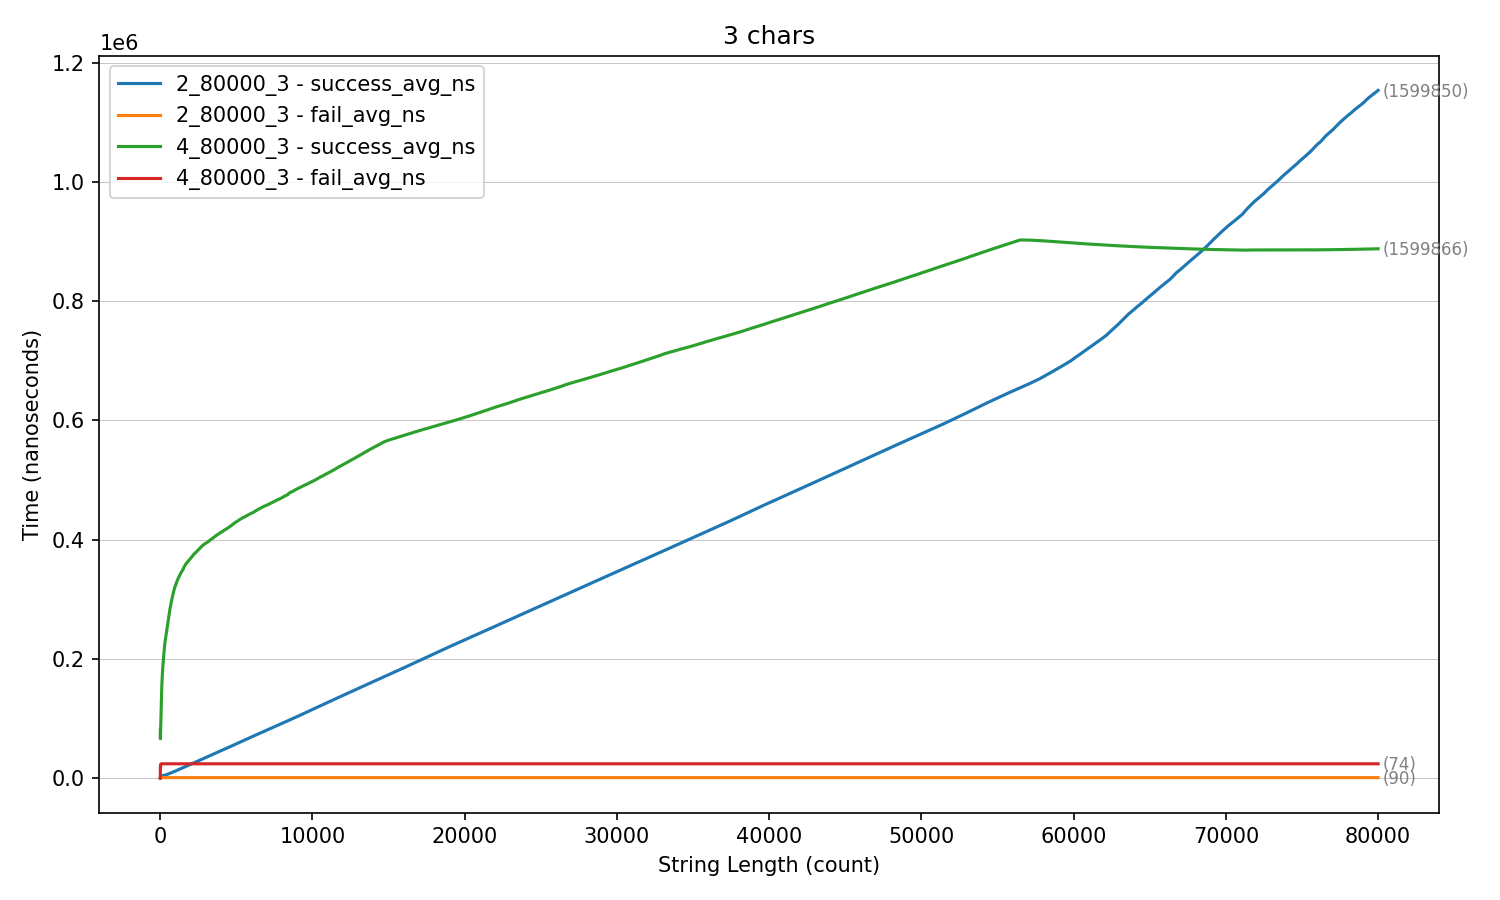 3 chars
1e6
2_80000_3 - success_avg_ns
2_80000_3 - fail_avg_ns
4_80000_3 - success_avg_ns
4_80000_3 - fail_avg_ns
1.2
1.0
0.8
0.6
0.4
0.2
0.0
Time (nanoseconds)
(1599850)
(1599866)
(74)
(90)
0
10000
20000
30000
40000
50000
60000
70000
80000
String Length (count)